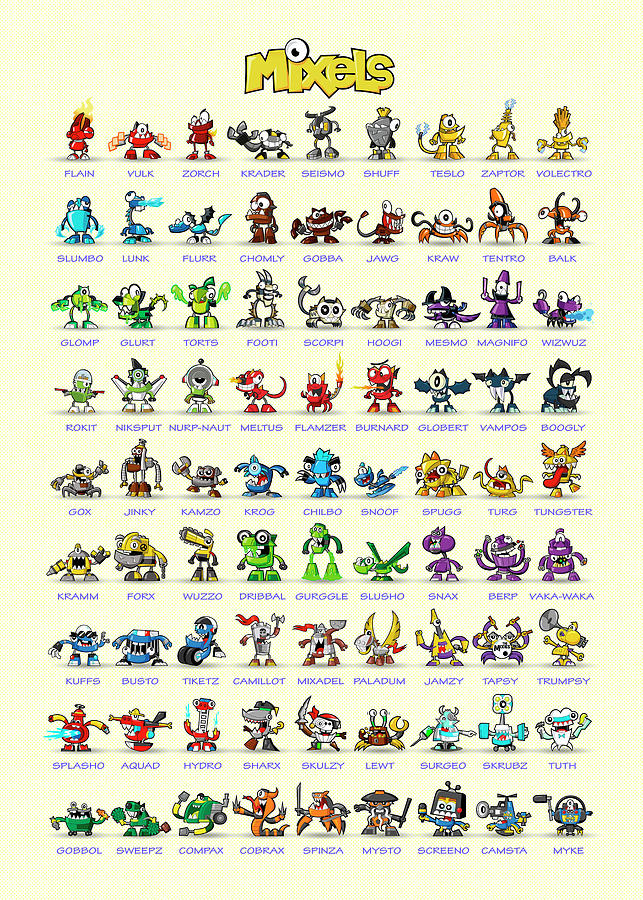 Mixels
FLAIN VULK ZORCH KRADER SEISMO SHUFF TESLO ZAPTOR VOLECTRO
SLUMBO LUNK FLURR CHOMLY GOBBA JAWG KRAW TENTRO BALK
GLOMP GLURT TORTS FOOTI SCORPI HOOGI MESMO MAGNIFO WIZWUZ
ROKIT NIKSPUT NURP-NAUT MELTUS FLAMZER BURNARD GLOBERT VAMPOS BOOGLY
GOX JINKY KAMZO KROG CHILBO SNOOF SPUGG TURG TUNGSTER
KRAMM FORX WUZZO DRIBBAL GURGGLE SLUSHO SNAX BERP VAKA-WAKA
KUFFS BUSTO TIKETZ CAMILLOT MIXADEL PALADUM JAMZY TAPSY TRUMPSY
SPLASHO AQUAD HYDRO SHARX SKULZY LEWT SURGEO SKRUBZ TUTH
GOBBOL SWEEPZ COMPAX COBRAX SPINZA MYSTO SCREENO CAMSTA MYKE